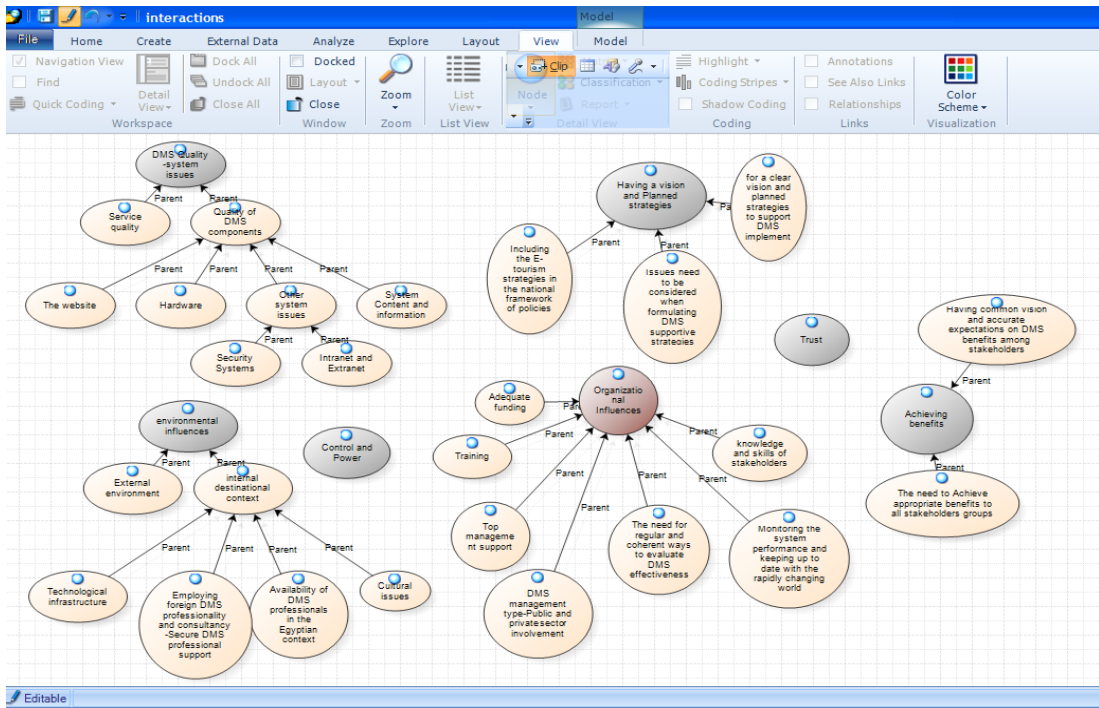 interactions
Model
File Home Create External Data Analyze Explore Layout View Model
Navigation View
Find
Quick Coding
Detail View
Workspace
Dock All
Undock All
Close All
Docked
Layout
Close
Window
Zoom
Zoom
List View
List View
Clip
Node
Classification
Report
Detail View
Highlight
Coding Stripes
Shadow Coding
Coding
Annotations
See Also Links
Relationships
Links
Color Scheme
Visualization
DMS Quality
-system
issues
Parent
Parent
Service
quality
Quality of
DMS
components
Parent
Parent
Parent
Parent
The website
Hardware
Other
system
issues
System
Content and
information
Parent
Parent
Security
Systems
Intranet and
Extranet
environmental
influences
Parent
Parent
External
environment
internal
destinational
context
Parent
Parent
Parent
Parent
Technological
infrastructure
Employing
foreign DMS
professionality
and consultancy
-Secure DMS
professional
support
Availability of
DMS
professionals
in the
Egyptian
context
Cultural
issues
Control and
Power
Having a vision
and Planned
strategies
for a clear
vision and
planned
strategies
to support
DMS
implement
Pa
Parent
Parent
Including
the E-
tourism
strategies in
the national
framework
of policies
Issues need
to be
considered
when
formulating
DMS
supportive
strategies
Trust
Having common vision
and accurate
expectations on DMS
benefits among
stakeholders
Parent
Achieving
benefits
Parent
The need to Achieve
appropriate benefits to
all stakeholders groups
Organizatio
nal
Influences
Adequate
funding
Par
Training
Parent
Parent
Parent
Parent
Parent
Parent
knowledge
and skills of
stakeholders
Top
manageme
nt support
DMS
management
type-Public and
private sector
involvement
The need for
regular and
coherent ways
to evaluate
DMS
effectiveness
Monitoring the
system
performance and
keeping up to
date with the
rapidly changing
world
Editable